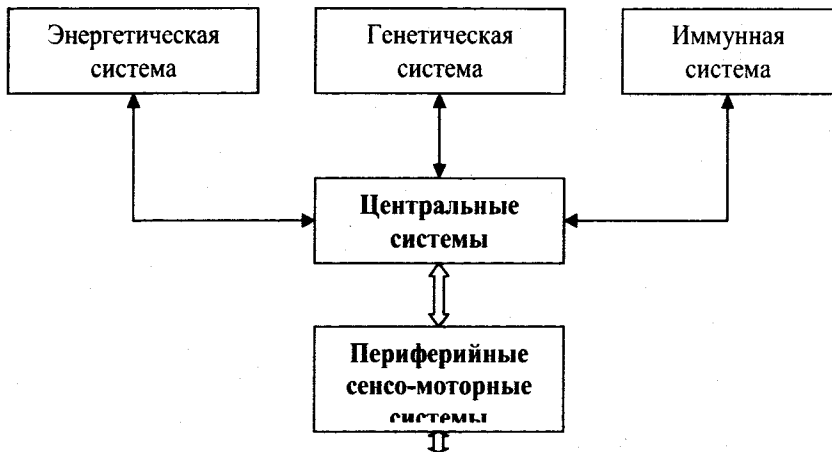 Энергетическая
система
Генетическая
система
Иммунная
система
Центральные
системы
Периферийные
сенсо-моторные
системы